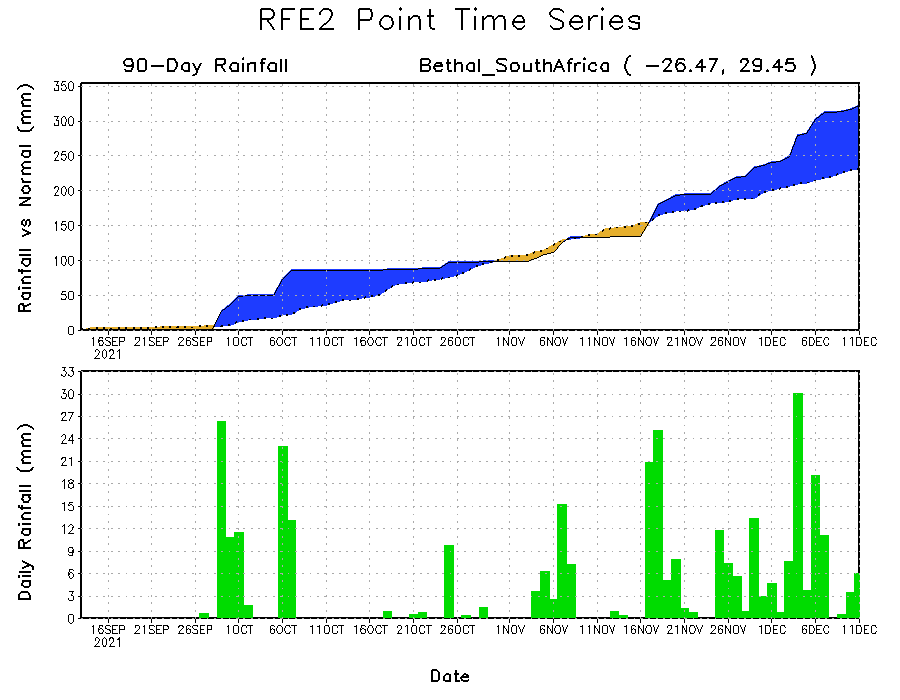 RFE2 Point Time Series
90-Day Rainfall
Bethal_SouthAfrica ( -26.47, 29.45 )
Rainfall vs Normal (mm)
350
300
250
200
150
100
50
0
16SEP 21SEP 26SEP 1OCT 6OCT 11OCT 16OCT 21OCT 26OCT 1NOV 6NOV 11NOV 16NOV 21NOV 26NOV 1DEC 6DEC 11DEC
2021
Daily Rainfall (mm)
33
30
27
24
21
18
15
12
9
6
3
0
16SEP 21SEP 26SEP 1OCT 6OCT 11OCT 16OCT 21OCT 26OCT 1NOV 6NOV 11NOV 16NOV 21NOV 26NOV 1DEC 6DEC 11DEC
2021
Date